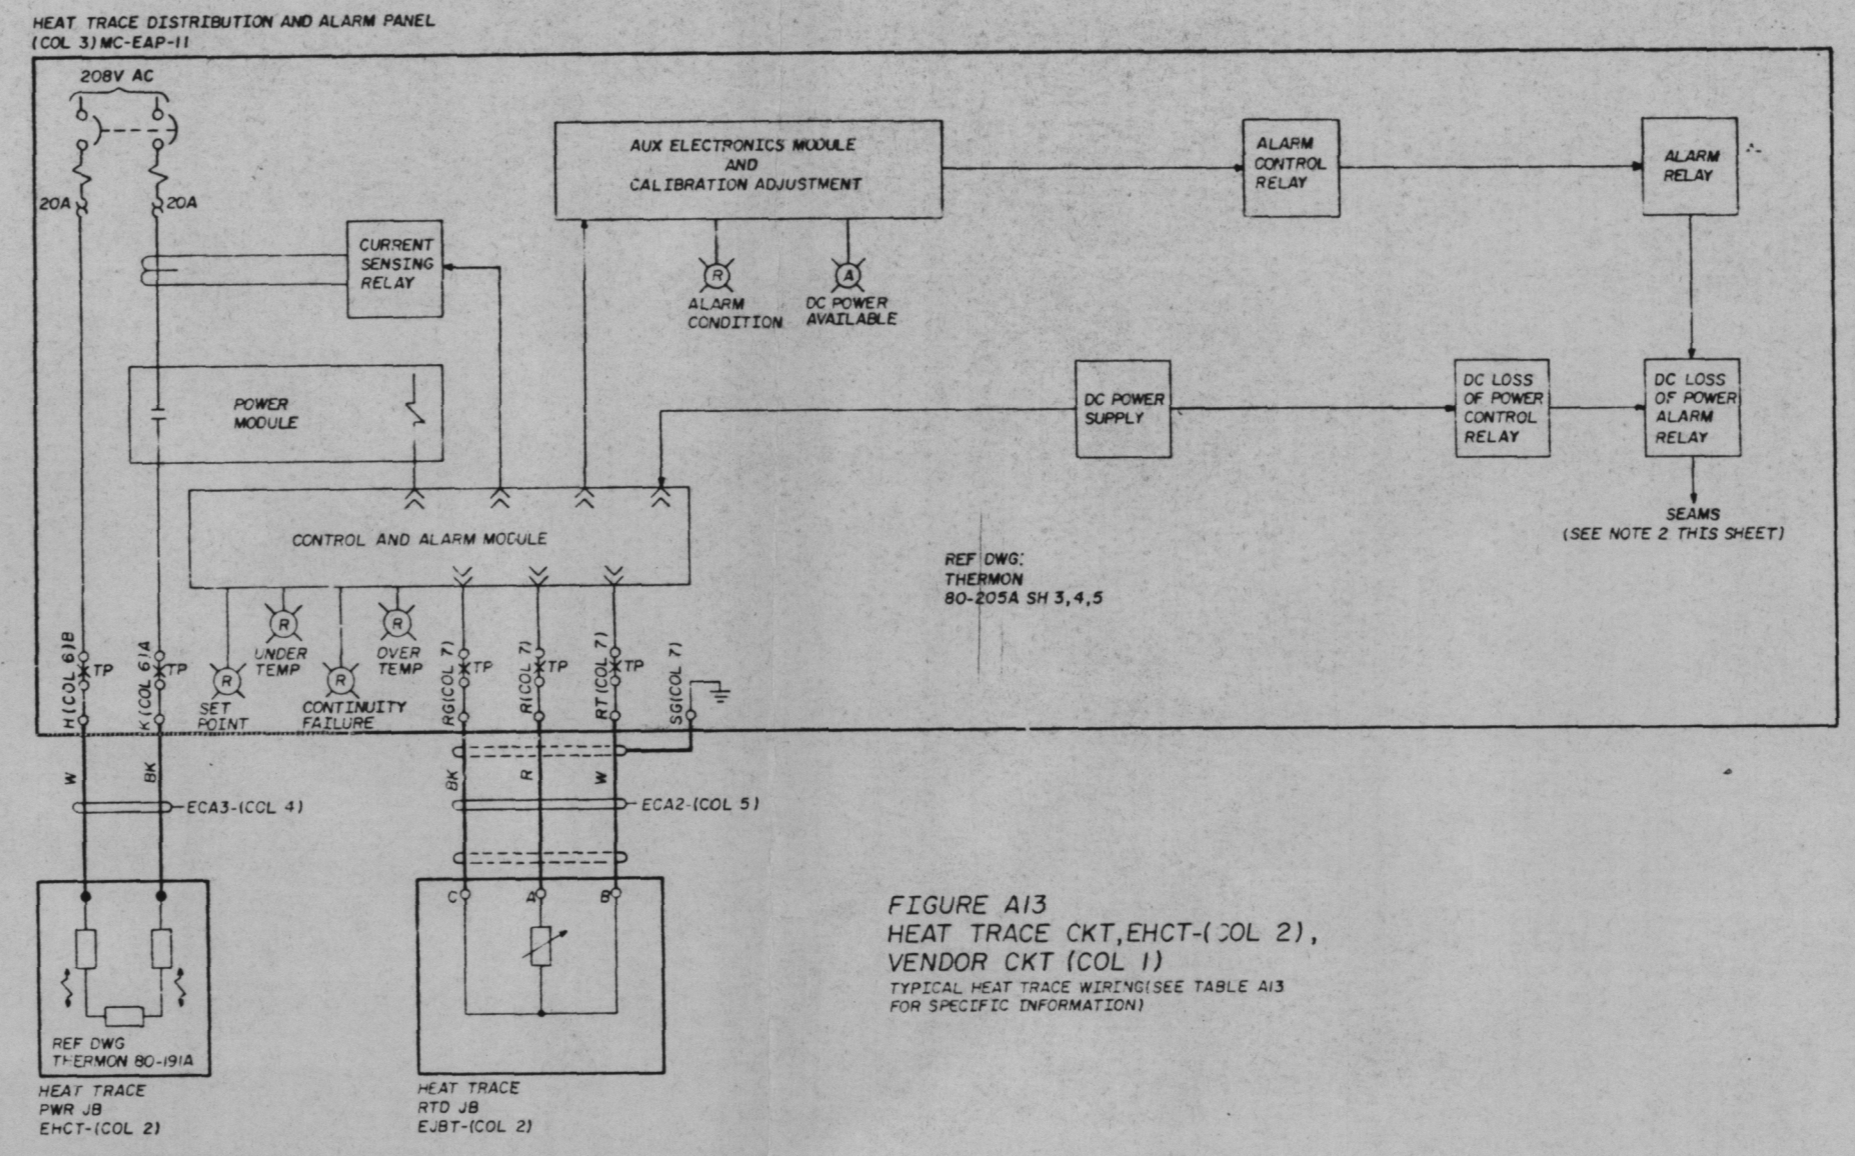 HEAT TRACE DISTRIBUTION AND ALARM PANEL
(COL 3)MC-EAP-11
208V AC
20A
20A
CURRENT
SENSING
RELAY
AUX ELECTRONICS MODULE
AND
CALIBRATION ADJUSTMENT
ALARM
CONTROL
RELAY
ALARM
RELAY
R
ALARM
CONDITION
A
DC POWER
AVAILABLE
POWER
MODULE
DC POWER
SUPPLY
DC LOSS
OF POWER
CONTROL
RELAY
DC LOSS
OF POWER
ALARM
RELAY
SEAMS
(SEE NOTE 2 THIS SHEET)
CONTROL AND ALARM MODULE
REF DWG:
THERMON
80-205A SH 3,4,5
H(COL 6)B
TP
K(COL 6)A
TP
R
SET
POINT
R
UNDER
TEMP
R
CONTINUITY
FAILURE
R
OVER
TEMP
RG(COL 7)
TP
R(COL 7)
TP
RT(COL 7)
TP
SG(COL 7)
W
BK
ECA3-(COL 4)
BK
R
W
ECA2-(COL 5)
C
A
B
REF DWG
THERMON 80-191A
HEAT TRACE
PWR JB
EHCT-(COL 2)
HEAT TRACE
RTD JB
EJBT-(COL 2)
FIGURE A13
HEAT TRACE CKT,EHCT-(COL 2),
VENDOR CKT (COL 1)
TYPICAL HEAT TRACE WIRING(SEE TABLE A13
FOR SPECIFIC INFORMATION)